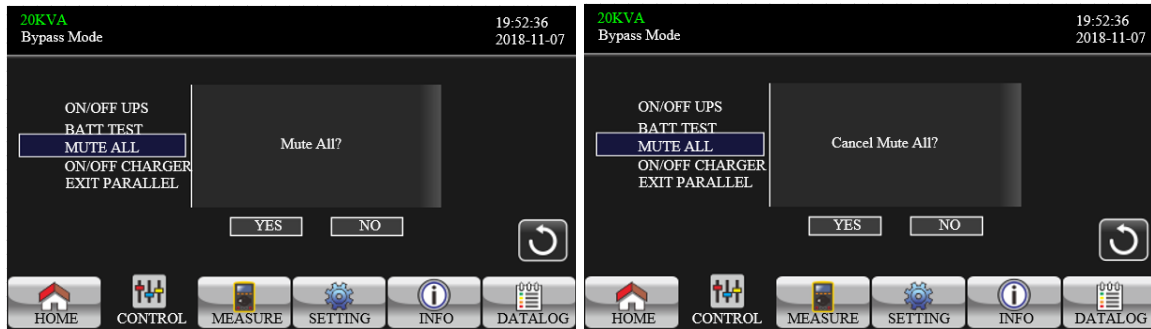 20KVA
Bypass Mode
19:52:36
2018-11-07
ON/OFF UPS
BATT TEST
MUTE ALL
ON/OFF CHARGER
EXIT PARALLEL
Mute All?
YES NO
HOME CONTROL MEASURE SETTING INFO DATALOG
20KVA
Bypass Mode
19:52:36
2018-11-07
ON/OFF UPS
BATT TEST
MUTE ALL
ON/OFF CHARGER
EXIT PARALLEL
Cancel Mute All?
YES NO
HOME CONTROL MEASURE SETTING INFO DATALOG